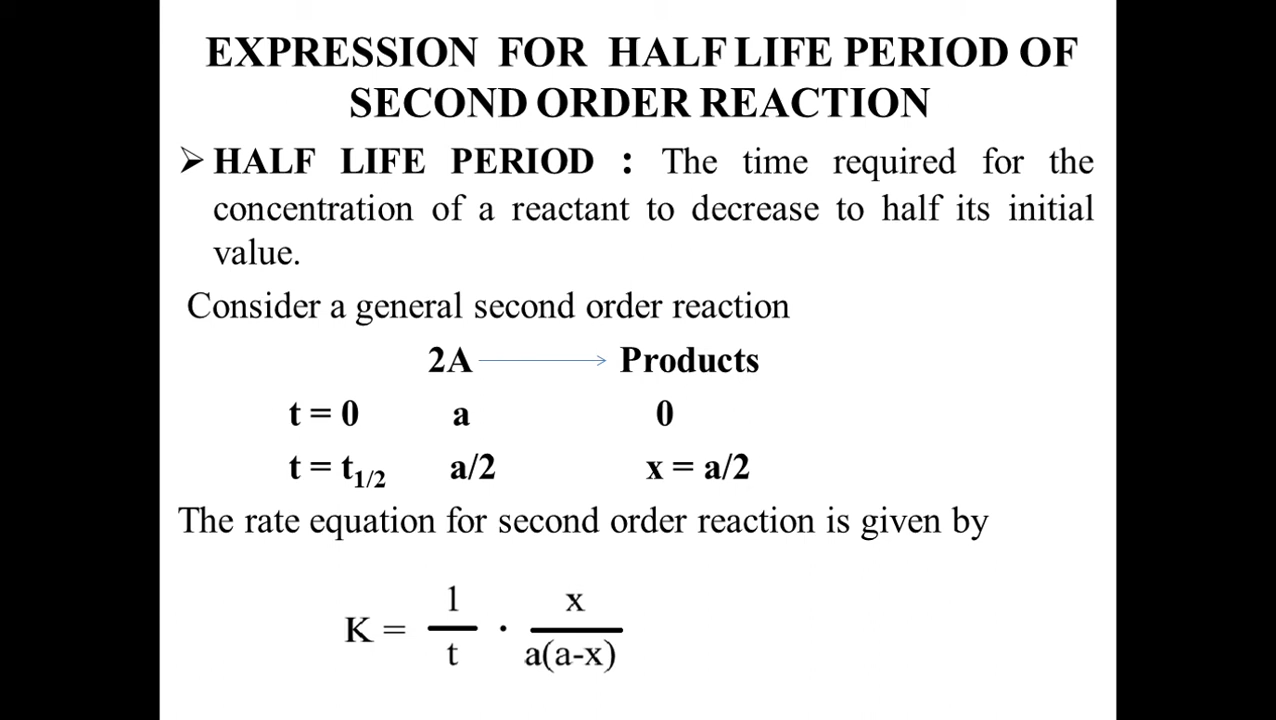 EXPRESSION FOR HALF LIFE PERIOD OF
SECOND ORDER REACTION
➢ HALF LIFE PERIOD : The time required for the
concentration of a reactant to decrease to half its initial
value.
Consider a general second order reaction
2A → Products
t = 0 a 0
t = t1/2 a/2 x = a/2
The rate equation for second order reaction is given by
K = 1/t · x/a(a-x)